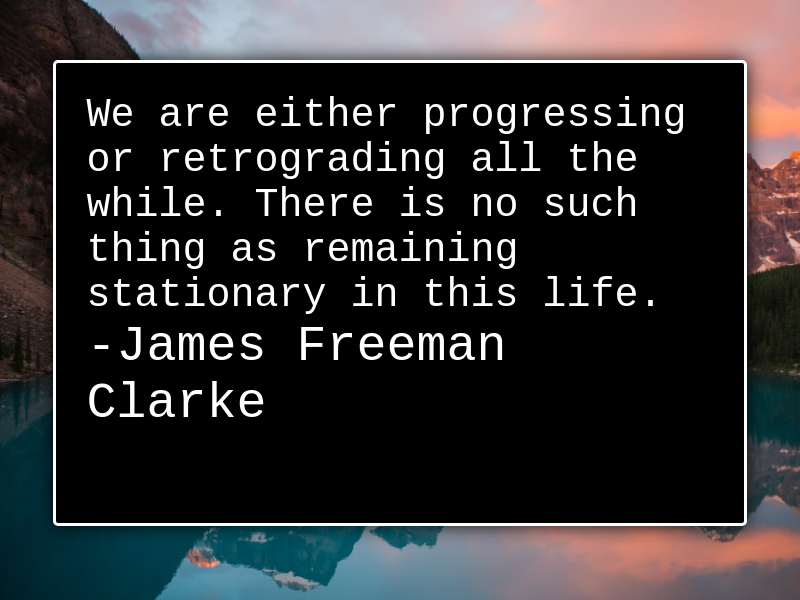 We are either progressing
or retrograding all the
while. There is no such
thing as remaining
stationary in this life.
-James Freeman
Clarke